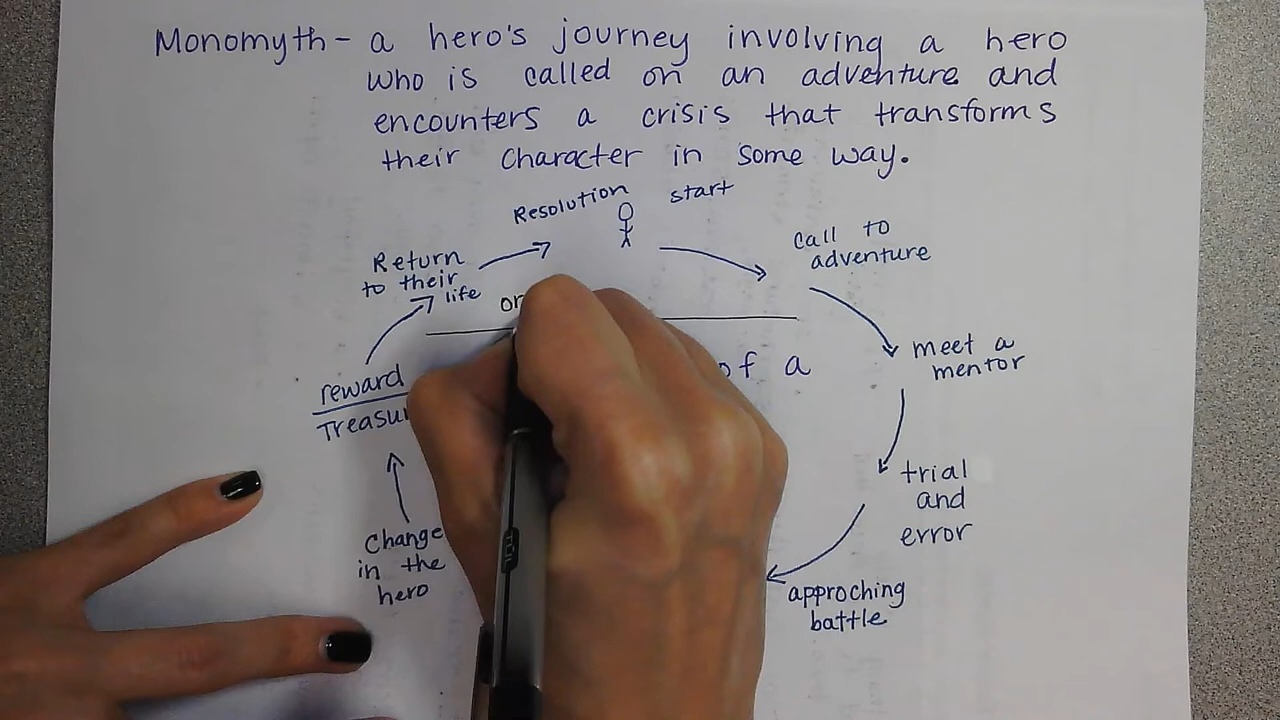 Monomyth - a hero's journey involving a hero
who is called on an adventure and
encounters a crisis that transforms
their character in some way.
Resolution
start
call to
adventure
meet a
mentor
trial
and
error
approching
battle
Change
in the
hero
reward
Return
to their
life
of a